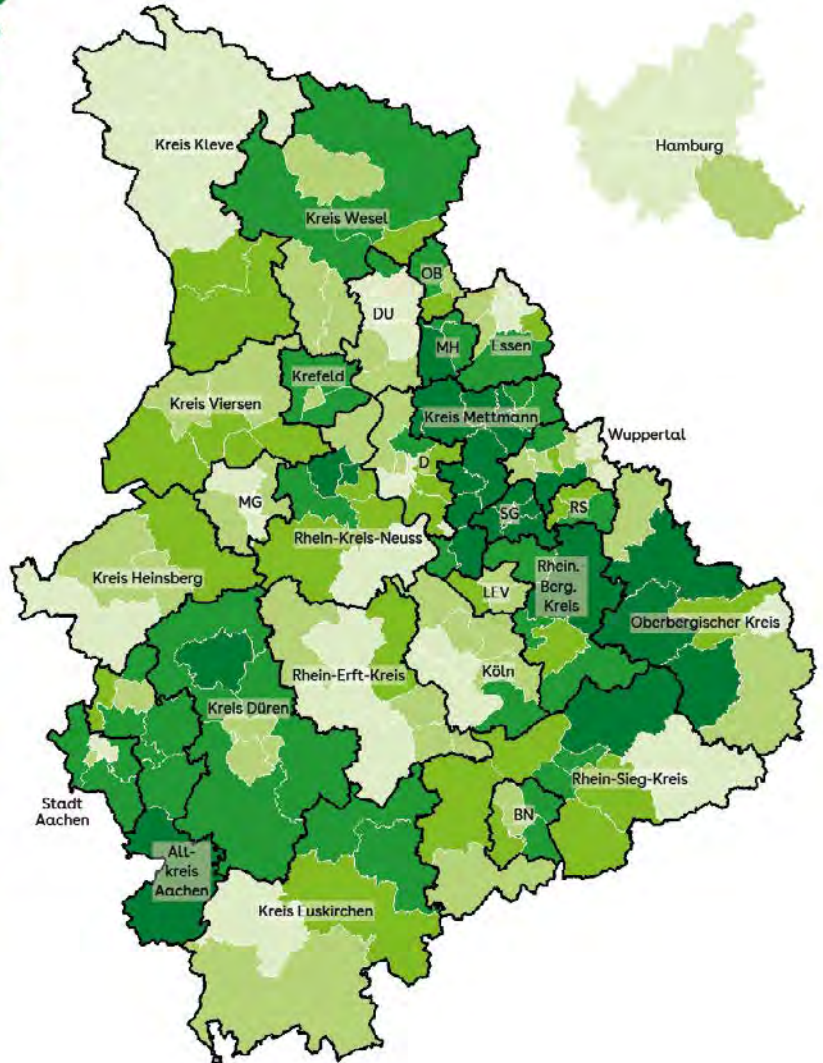 Kreis Kleve
Hamburg
Kreis Wesel
OB
DU
MH
Essen
Krefeld
Kreis Viersen
Kreis Mettmann
Wuppertal
D
MG
SG
RS
Rhein-Kreis-Neuss
Kreis Heinsberg
LEV
Rhein.
Berg.
Kreis
Oberbergischer Kreis
Rhein-Erft-Kreis
Köln
Kreis Düren
Rhein-Sieg-Kreis
Stadt
Aachen
BN
Alt-
kreis
Aachen
Kreis Euskirchen